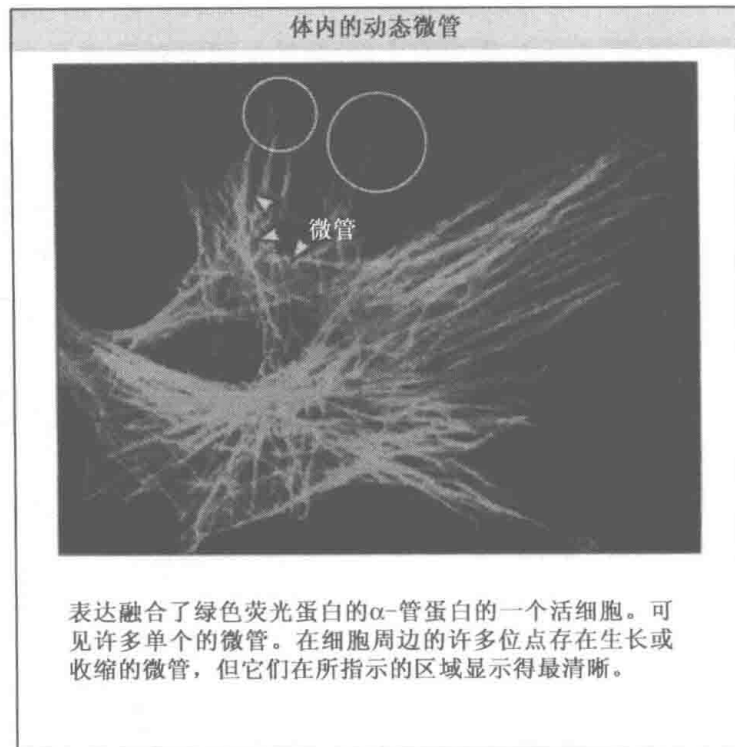 体内的动态微管
微管
表达融合了绿色荧光蛋白的α-管蛋白的一个活细胞。可
见许多单个的微管。在细胞周边的许多位点存在生长或
收缩的微管，但它们在所指示的区域显示得最清晰。